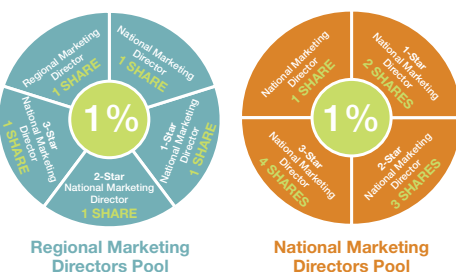 Regional Marketing
Director
1 SHARE
National Marketing
Director
1 SHARE
1-Star
National Marketing
Director
1 SHARE
2-Star
National Marketing
Director
1 SHARE
3-Star
National Marketing
Director
1 SHARE
1%
Regional Marketing
Directors Pool
National Marketing
Director
1 SHARE
1-Star
National Marketing
Director
2 SHARES
2-Star
National Marketing
Director
3 SHARES
3-Star
National Marketing
Director
4 SHARES
1%
National Marketing
Directors Pool